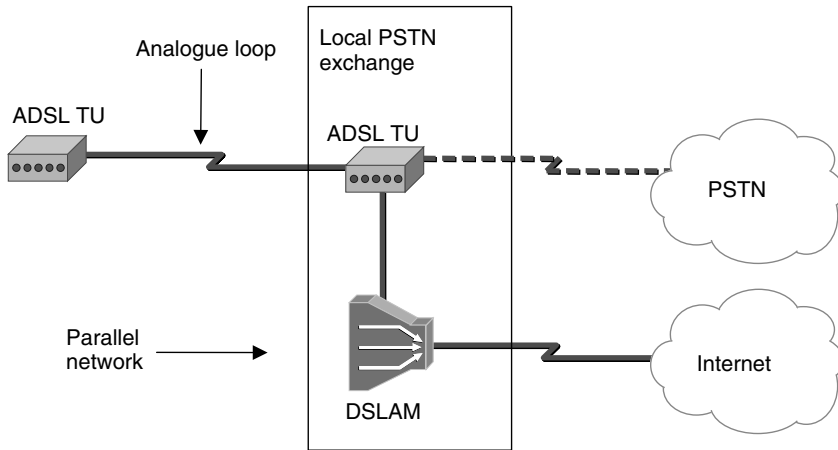 Analogue loop
Local PSTN
exchange
ADSL TU
ADSL TU
PSTN
Parallel
network
Internet
DSLAM